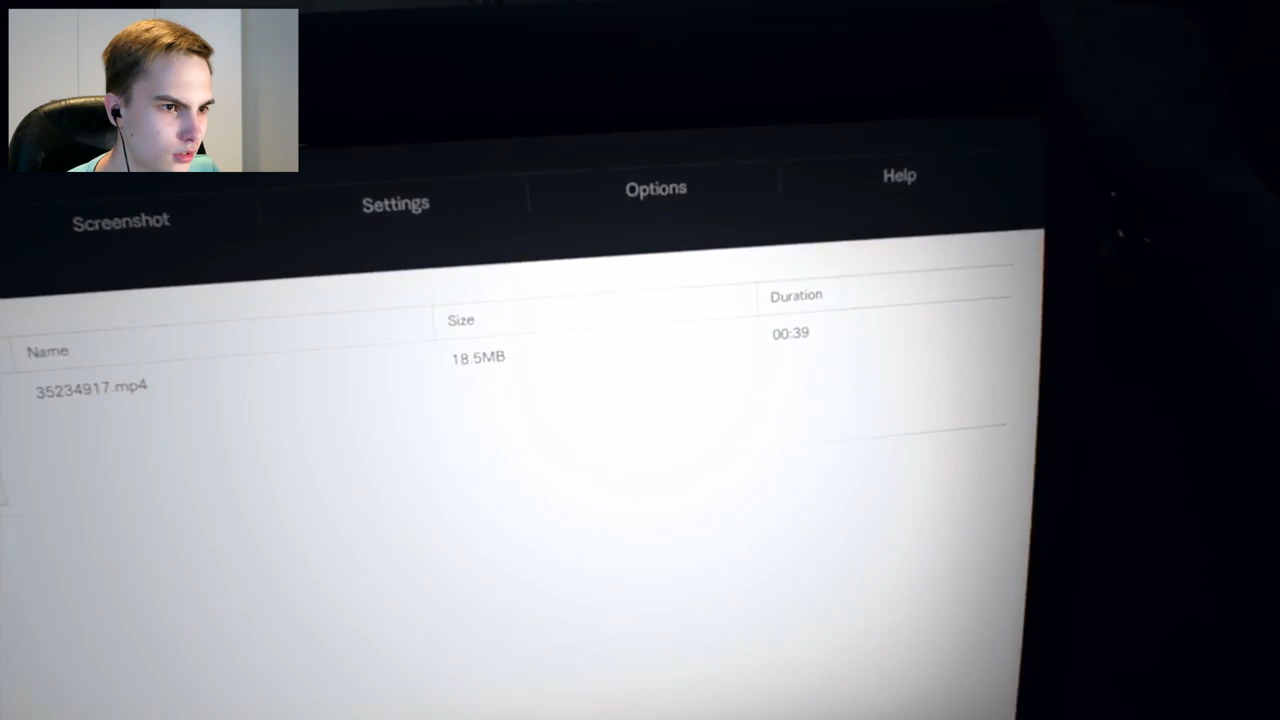 Screenshot Settings Options Help
Name Size Duration
35234917.mp4 18.5MB 00:39